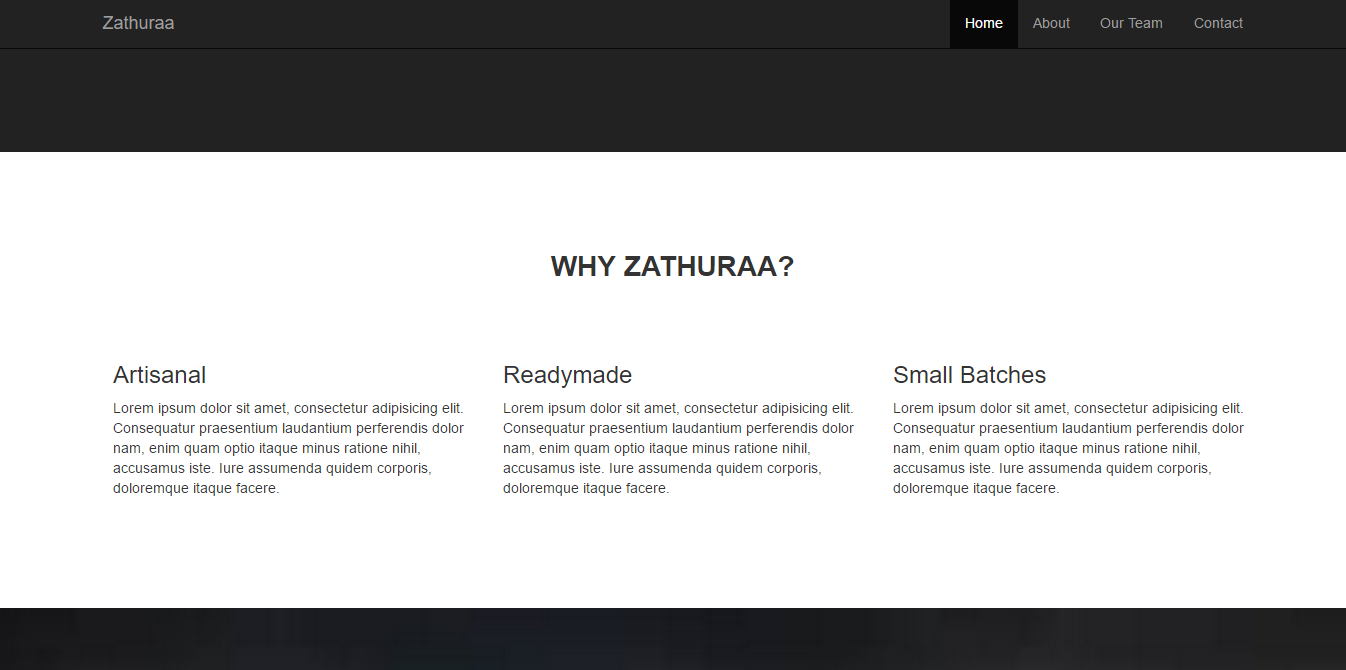 Zathuraa Home About Our Team Contact
WHY ZATHURAA?
Artisanal
Lorem ipsum dolor sit amet, consectetur adipisicing elit.
Consequatur praesentium laudantium perferendis dolor
nam, enim quam optio itaque minus ratione nihil,
accusamus iste. Iure assumenda quidem corporis,
doloremque itaque facere.
Readymade
Lorem ipsum dolor sit amet, consectetur adipisicing elit.
Consequatur praesentium laudantium perferendis dolor
nam, enim quam optio itaque minus ratione nihil,
accusamus iste. Iure assumenda quidem corporis,
doloremque itaque facere.
Small Batches
Lorem ipsum dolor sit amet, consectetur adipisicing elit.
Consequatur praesentium laudantium perferendis dolor
nam, enim quam optio itaque minus ratione nihil,
accusamus iste. Iure assumenda quidem corporis,
doloremque itaque facere.